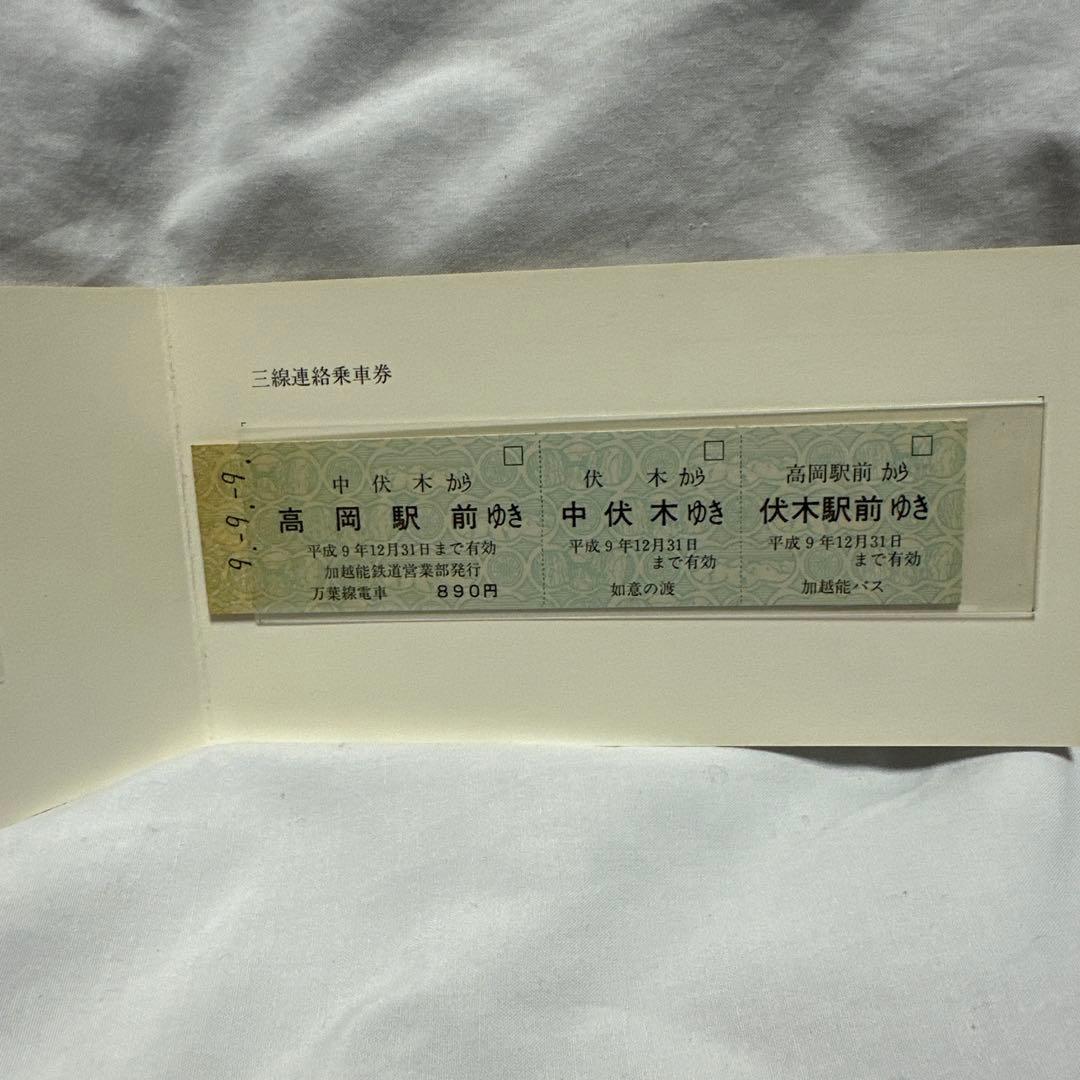 三線連絡乗車券
9.-9.-9.
中伏木から
高岡駅前ゆき
平成9年12月31日まで有効
加越能鉄道営業部発行
万葉線電車 890円
伏木から
中伏木ゆき
平成9年12月31日
まで有効
如意の渡
高岡駅前から
伏木駅前ゆき
平成9年12月31日
まで有効
加越能バス